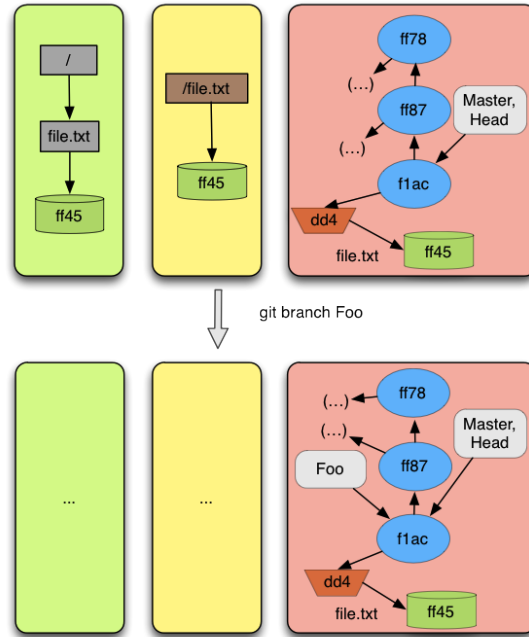 /
file.txt
ff45
/file.txt
ff45
ff78
(...)
ff87
Master,
Head
(...)
f1ac
dd4
file.txt
ff45
git branch Foo
...
...
ff78
(...)
(...)
Master,
Head
Foo
ff87
f1ac
dd4
file.txt
ff45